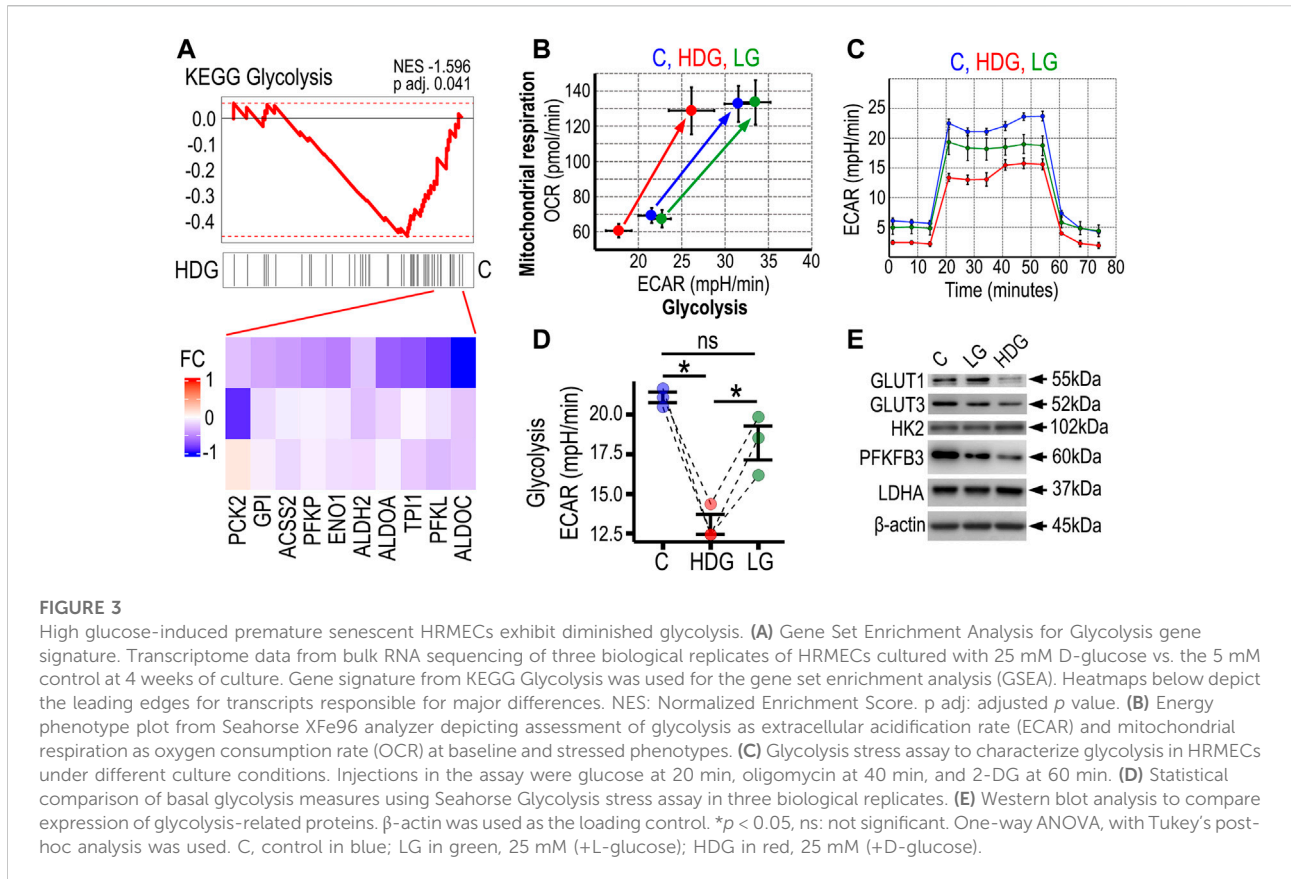 A
KEGG Glycolysis
NES -1.596
p adj. 0.041
0.0
-0.1
-0.2
-0.3
-0.4
HDG
C
FC
1
0
-1
PCK2
GPI
ACSS2
PFKP
ENO1
ALDH2
ALDOA
TPI1
PFKL
ALDOC
B
C, HDG, LG
Mitochondrial respiration
OCR (pmol/min)
140
120
100
80
60
20
25
30
35
40
ECAR (mpH/min)
Glycolysis
C
C, HDG, LG
ECAR (mpH/min)
25
20
15
10
5
0
0
10
20
30
40
50
60
70
80
Time (minutes)
D
ns
*
*
Glycolysis
ECAR (mpH/min)
20.0
17.5
15.0
12.5
C
HDG
LG
E
C
LG
HDG
GLUT1
55kDa
GLUT3
52kDa
HK2
102kDa
PFKFB3
60kDa
LDHA
37kDa
β-actin
45kDa
FIGURE 3
High glucose-induced premature senescent HRMECs exhibit diminished glycolysis. (A) Gene Set Enrichment Analysis for Glycolysis gene
signature. Transcriptome data from bulk RNA sequencing of three biological replicates of HRMECs cultured with 25 mM D-glucose vs. the 5 mM
control at 4 weeks of culture. Gene signature from KEGG Glycolysis was used for the gene set enrichment analysis (GSEA). Heatmaps below depict
the leading edges for transcripts responsible for major differences. NES: Normalized Enrichment Score. p adj: adjusted p value. (B) Energy
phenotype plot from Seahorse XFe96 analyzer depicting assessment of glycolysis as extracellular acidification rate (ECAR) and mitochondrial
respiration as oxygen consumption rate (OCR) at baseline and stressed phenotypes. (C) Glycolysis stress assay to characterize glycolysis in HRMECs
under different culture conditions. Injections in the assay were glucose at 20 min, oligomycin at 40 min, and 2-DG at 60 min. (D) Statistical
comparison of basal glycolysis measures using Seahorse Glycolysis stress assay in three biological replicates. (E) Western blot analysis to compare
expression of glycolysis-related proteins. β-actin was used as the loading control. *p < 0.05, ns: not significant. One-way ANOVA, with Tukey's post-
hoc analysis was used. C, control in blue; LG in green, 25 mM (+L-glucose); HDG in red, 25 mM (+D-glucose).